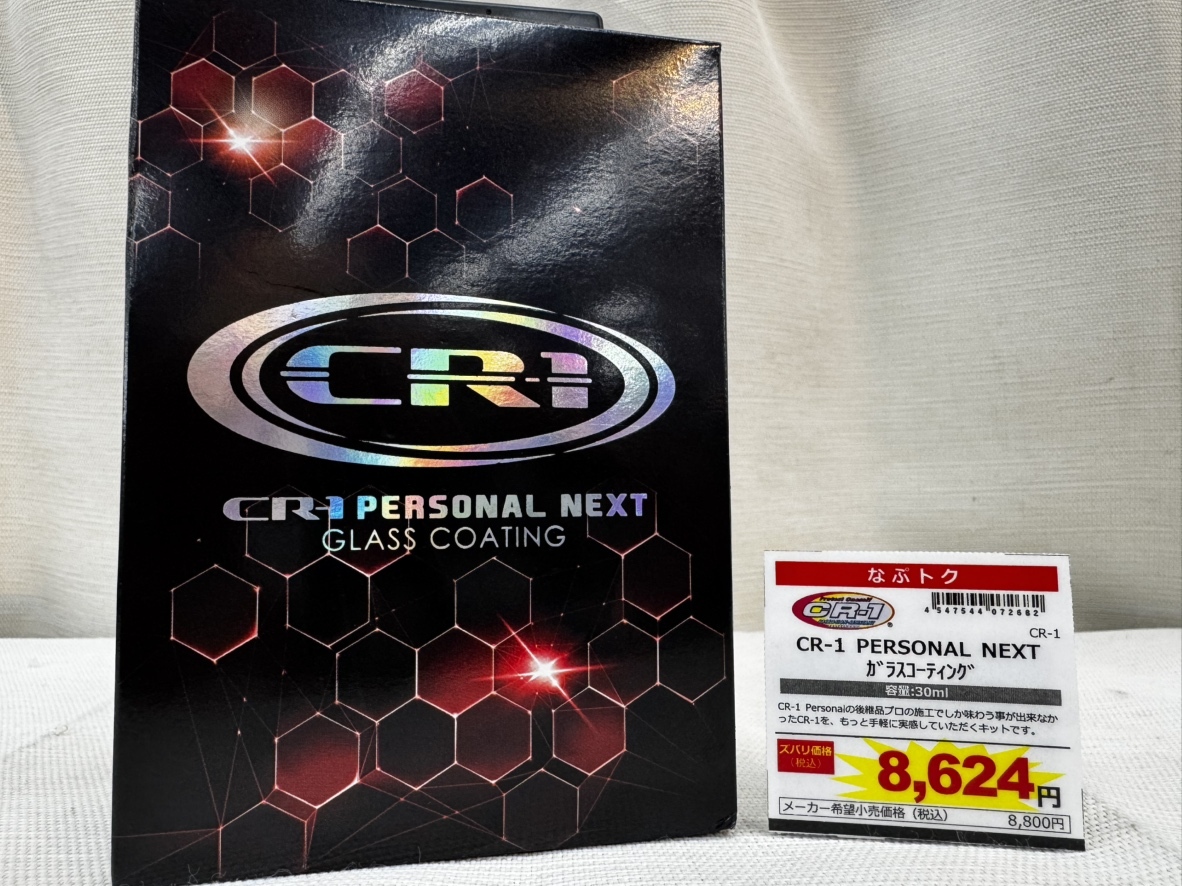 CR-1
CR-1 PERSONAL NEXT
GLASS COATING
なぷトク
CR-1
4 547544 072682
CR-1
CR-1 PERSONAL NEXT
ガラスコーティング
容量:30ml
CR-1 Personalの後継品プロの施工でしか味わう事が出来なか
ったCR-1を、もっと手軽に実感していただくキットです。
ズバリ価格
(税込)
8,624円
メーカー希望小売価格(税込)
8,800円